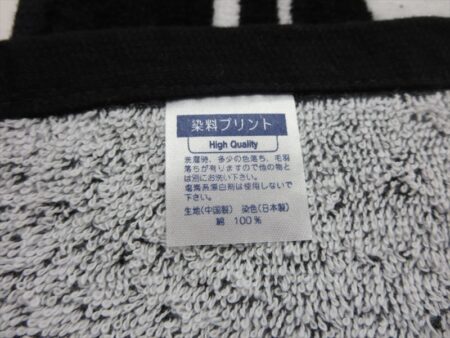 染料プリント
High Quality
洗濯時、多少の色落ち、毛羽
落ちが有りますので他の物と
は別にお洗い下さい。
塩素系漂白剤は使用しないで
下さい。
生地(中国製) 染色(日本製)
綿 100%